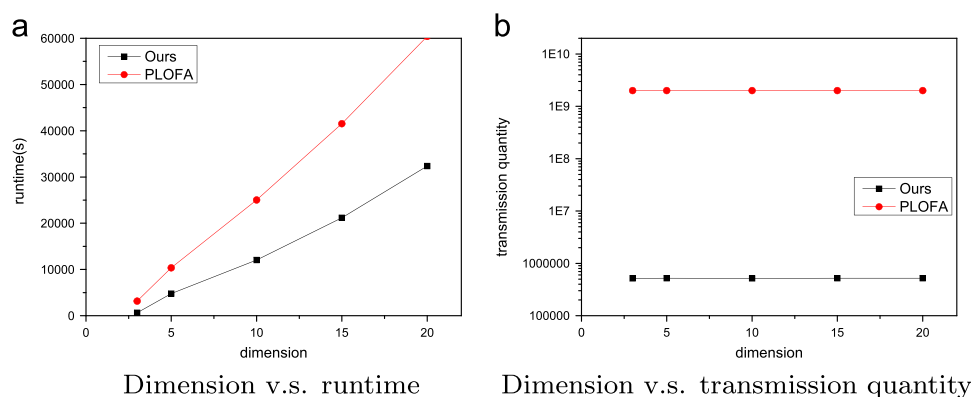 a
60000
50000
40000
30000
20000
10000
0
runtime(s)
Ours
PLOFA
0 5 10 15 20
dimension
Dimension v.s. runtime
b
1E10
1E9
1E8
1E7
1000000
100000
transmission quantity
Ours
PLOFA
0 5 10 15 20
dimension
Dimension v.s. transmission quantity